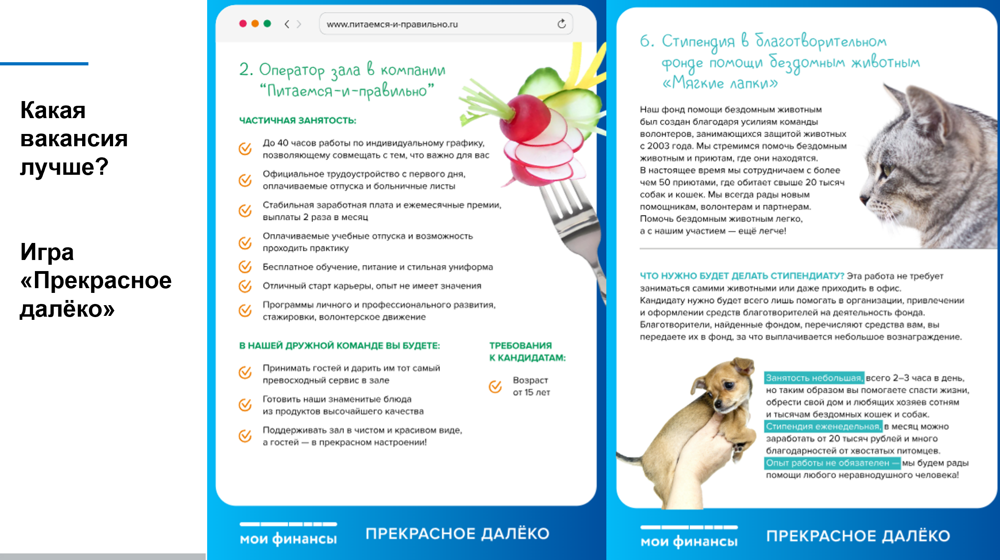 Какая
вакансия
лучше?
Игра
«Прекрасное
далёко»
www.питаемся-и-правильно.ru
2. Оператор зала в компании
“Питаемся-и-правильно”
ЧАСТИЧНАЯ ЗАНЯТОСТЬ:
До 40 часов работы по индивидуальному графику,
позволяющему совмещать с тем, что важно для вас
Официальное трудоустройство с первого дня,
оплачиваемые отпуска и больничные листы
Стабильная заработная плата и ежемесячные премии,
выплаты 2 раза в месяц
Оплачиваемые учебные отпуска и возможность
проходить практику
Бесплатное обучение, питание и стильная униформа
Отличный старт карьеры, опыт не имеет значения
Программы личного и профессионального развития,
стажировки, волонтерское движение
В НАШЕЙ ДРУЖНОЙ КОМАНДЕ ВЫ БУДЕТЕ:
Принимать гостей и дарить им тот самый
превосходный сервис в зале
Готовить наши знаменитые блюда
из продуктов высочайшего качества
Поддерживать зал в чистом и красивом виде,
а гостей — в прекрасном настроении!
ТРЕБОВАНИЯ
К КАНДИДАТАМ:
Возраст
от 15 лет
мои финансы
ПРЕКРАСНОЕ ДАЛЁКО
6. Стипендия в благотворительном
фонде помощи бездомным животным
«Мягкие лапки»
Наш фонд помощи бездомным животным
был создан благодаря усилиям команды
волонтеров, занимающихся защитой животных
с 2003 года. Мы стремимся помочь бездомным
животным и приютам, где они находятся.
В настоящее время мы сотрудничаем с более
чем 50 приютами, где обитает свыше 20 тысяч
собак и кошек. Мы всегда рады новым
помощникам, волонтерам и партнерам.
Помочь бездомным животным легко,
а с нашим участием — ещё легче!
ЧТО НУЖНО БУДЕТ ДЕЛАТЬ СТИПЕНДИАТУ? Эта работа не требует
заниматься самими животными или даже приходить в офис.
Кандидату нужно будет всего лишь помогать в организации, привлечении
и оформлении средств благотворителей на деятельность фонда.
Благотворители, найденные фондом, перечисляют средства вам, вы
передаете их в фонд, за что выплачивается небольшое вознаграждение.
Занятость небольшая, всего 2–3 часа в день,
но таким образом вы помогаете спасти жизни,
обрести свой дом и любящих хозяев сотням
и тысячам бездомных кошек и собак.
Стипендия еженедельная, в месяц можно
заработать от 20 тысяч рублей и много
благодарностей от хвостатых питомцев.
Опыт работы не обязателен — мы будем рады
помощи любого неравнодушного человека!
мои финансы
ПРЕКРАСНОЕ ДАЛЁКО